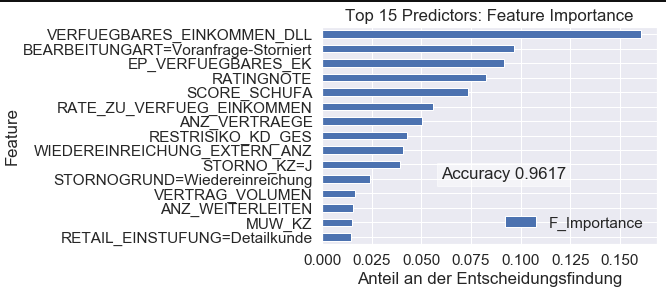 Top 15 Predictors: Feature Importance
VERFUEGBARES_EINKOMMEN_DLL
BEARBEITUNGART=Voranfrage-Storniert
EP_VERFUEGBARES_EK
RATINGNOTE
SCORE_SCHUFA
RATE_ZU_VERFUEG_EINKOMMEN
ANZ_VERTRAEGE
RESTRISIKO_KD_GES
WIEDEREINREICHUNG_EXTERN_ANZ
STORNO_KZ=J
STORNOGRUND=Wiedereinreichung
VERTRAG_VOLUMEN
ANZ_WEITERLEITEN
MUW_KZ
RETAIL_EINSTUFUNG=Detailkunde
Feature
Accuracy 0.9617
F_Importance
0.000 0.025 0.050 0.075 0.100 0.125 0.150
Anteil an der Entscheidungsfindung